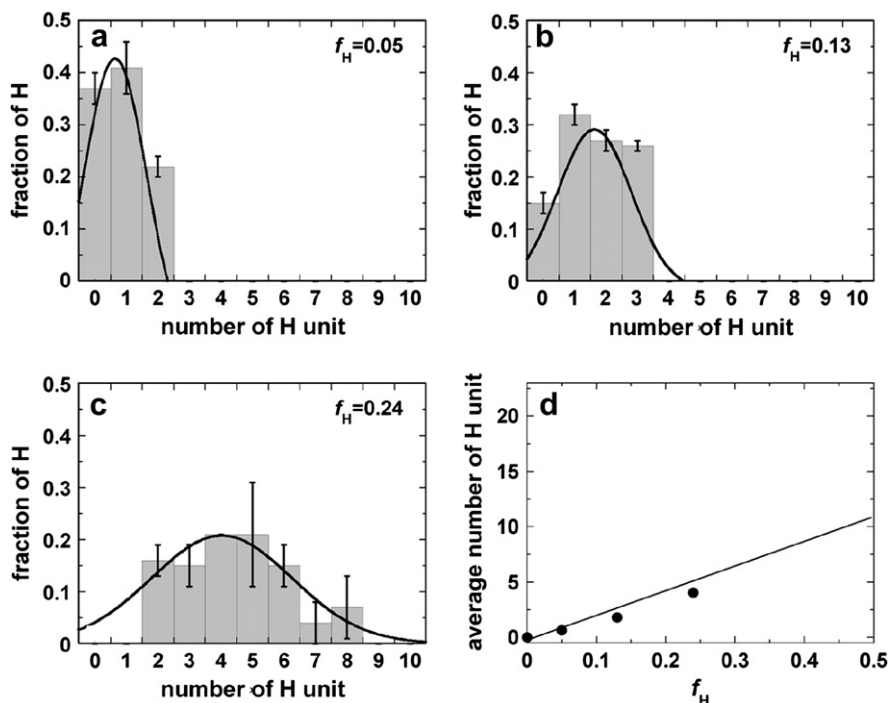 a
f_H=0.05
fraction of H
0.5
0.4
0.3
0.2
0.1
0
0 1 2 3 4 5 6 7 8 9 10
number of H unit
b
f_H=0.13
fraction of H
0.5
0.4
0.3
0.2
0.1
0
0 1 2 3 4 5 6 7 8 9 10
number of H unit
c
f_H=0.24
fraction of H
0.5
0.4
0.3
0.2
0.1
0
0 1 2 3 4 5 6 7 8 9 10
number of H unit
d
average number of H unit
20
15
10
5
0
0 0.1 0.2 0.3 0.4 0.5
f_H